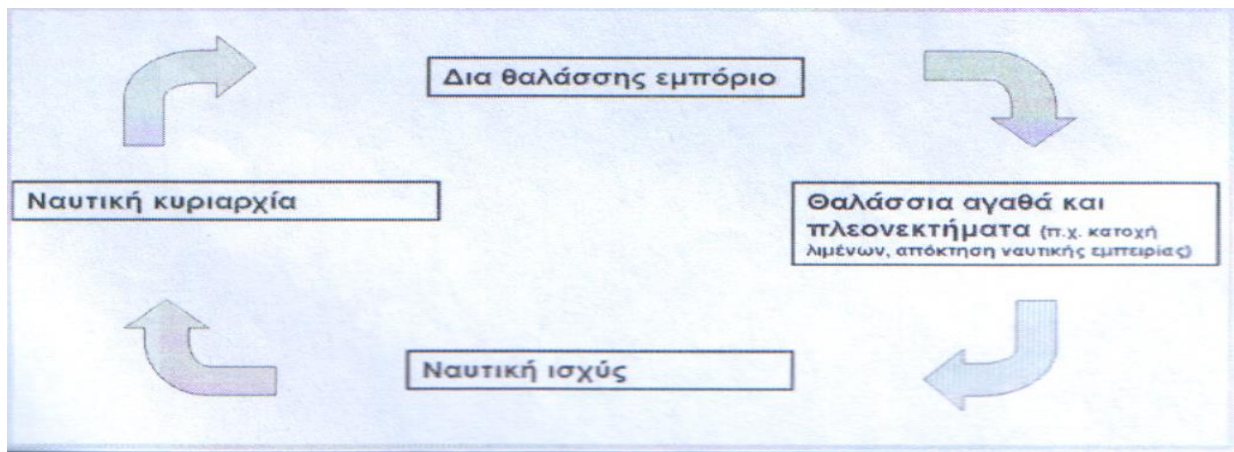 Δια θαλάσσης εμπόριο
Ναυτική κυριαρχία
Θαλάσσια αγαθά και
πλεονεκτήματα (π.χ. κατοχή
λιμένων, απόκτηση ναυτικής εμπειρίας)
Ναυτική ισχύς